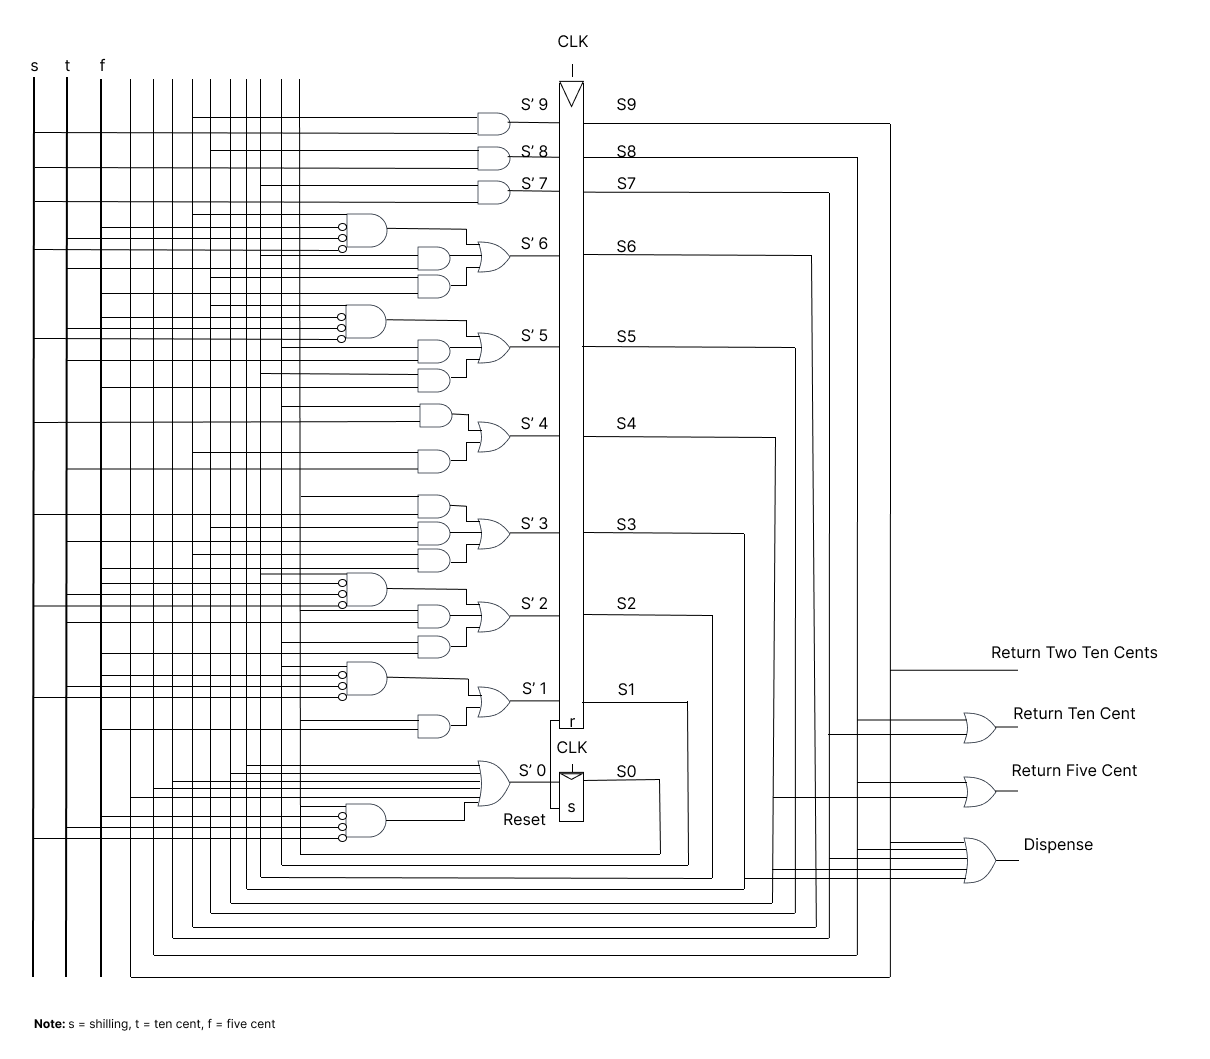 CLK
s t f
S' 9 S9
S' 8 S8
S' 7 S7
S' 6 S6
S' 5 S5
S' 4 S4
S' 3 S3
S' 2 S2
Return Two Ten Cents
S' 1 S1
Return Ten Cent
r
CLK
S' 0 S0
Return Five Cent
s
Reset
Dispense
Note: s = shilling, t = ten cent, f = five cent